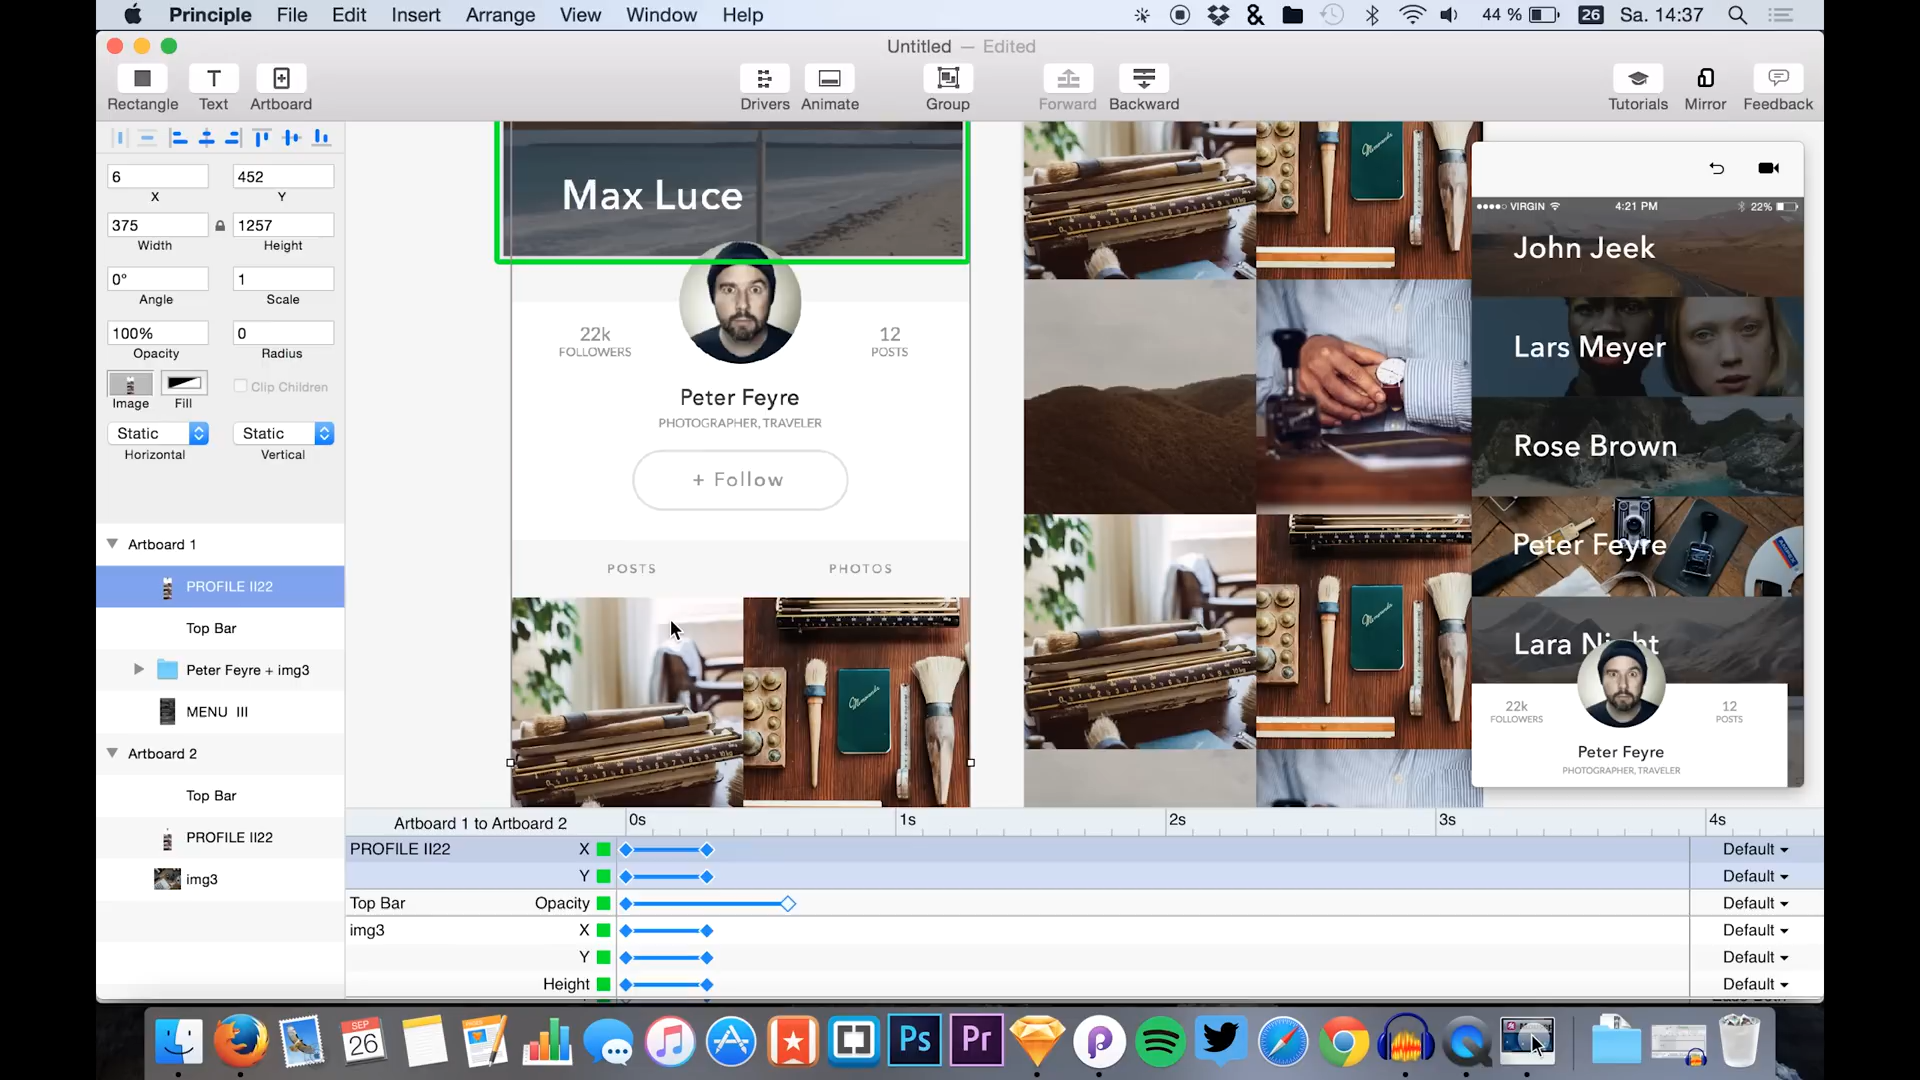 Principle File Edit Insert Arrange View Window Help 44 % 26 Sa. 14:37
Untitled — Edited
Rectangle Text Artboard Drivers Animate Group Forward Backward Tutorials Mirror Feedback
6 452
X Y
375 1257
Width Height
0° 1
Angle Scale
100% 0
Opacity Radius
Clip Children
Image Fill
Static Static
Horizontal Vertical
Artboard 1
PROFILE II22
Top Bar
Peter Feyre + img3
MENU III
Artboard 2
Top Bar
PROFILE II22
img3
Max Luce
22k 12
FOLLOWERS POSTS
Peter Feyre
PHOTOGRAPHER, TRAVELER
+ Follow
POSTS PHOTOS
VIRGIN 4:21 PM 22%
John Jeek
Lars Meyer
Rose Brown
Peter Feyre
Lara Night
22k 12
FOLLOWERS POSTS
Peter Feyre
PHOTOGRAPHER, TRAVELER
Artboard 1 to Artboard 2 0s 1s 2s 3s 4s
PROFILE II22 X Default
Y Default
Top Bar Opacity Default
img3 X Default
Y Default
Height Default
SEP
26
Ps
Pr